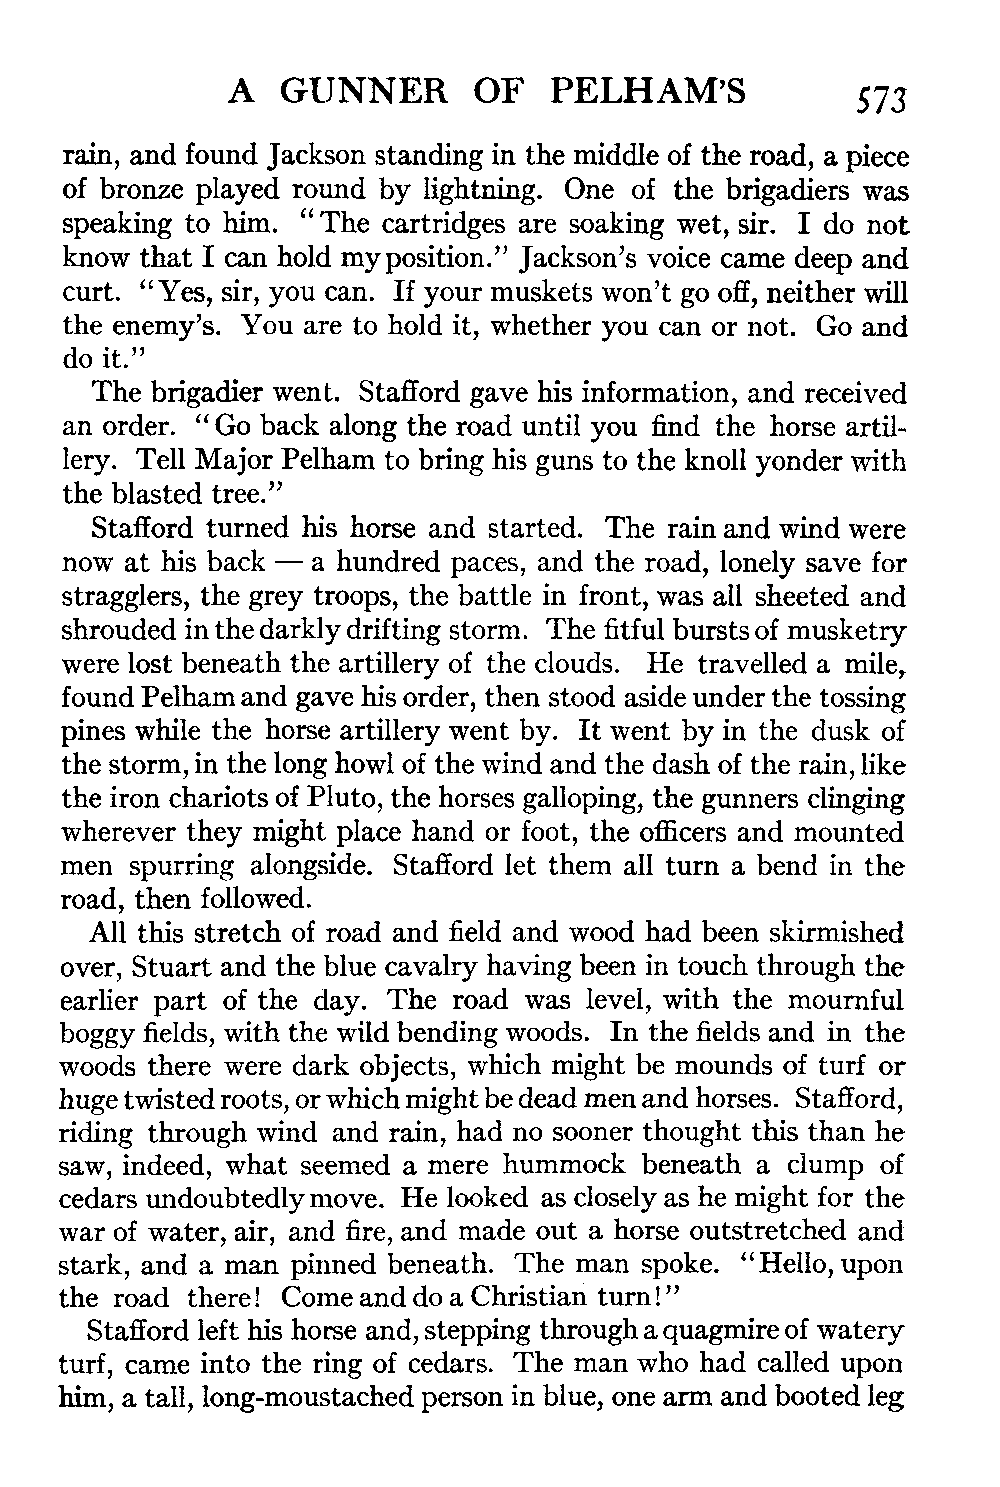 A GUNNER OF PELHAM'S 573
rain, and found Jackson standing in the middle of the road, a piece
of bronze played round by lightning. One of the brigadiers was
speaking to him. "The cartridges are soaking wet, sir. I do not
know that I can hold my position." Jackson's voice came deep and
curt. "Yes, sir, you can. If your muskets won't go off, neither will
the enemy's. You are to hold it, whether you can or not. Go and
do it."
The brigadier went. Stafford gave his information, and received
an order. "Go back along the road until you find the horse artil-
lery. Tell Major Pelham to bring his guns to the knoll yonder with
the blasted tree."
Stafford turned his horse and started. The rain and wind were
now at his back — a hundred paces, and the road, lonely save for
stragglers, the grey troops, the battle in front, was all sheeted and
shrouded in the darkly drifting storm. The fitful bursts of musketry
were lost beneath the artillery of the clouds. He travelled a mile,
found Pelham and gave his order, then stood aside under the tossing
pines while the horse artillery went by. It went by in the dusk of
the storm, in the long howl of the wind and the dash of the rain, like
the iron chariots of Pluto, the horses galloping, the gunners clinging
wherever they might place hand or foot, the officers and mounted
men spurring alongside. Stafford let them all turn a bend in the
road, then followed.
All this stretch of road and field and wood had been skirmished
over, Stuart and the blue cavalry having been in touch through the
earlier part of the day. The road was level, with the mournful
boggy fields, with the wild bending woods. In the fields and in the
woods there were dark objects, which might be mounds of turf or
huge twisted roots, or which might be dead men and horses. Stafford,
riding through wind and rain, had no sooner thought this than he
saw, indeed, what seemed a mere hummock beneath a clump of
cedars undoubtedly move. He looked as closely as he might for the
war of water, air, and fire, and made out a horse outstretched and
stark, and a man pinned beneath. The man spoke. "Hello, upon
the road there! Come and do a Christian turn!"
Stafford left his horse and, stepping through a quagmire of watery
turf, came into the ring of cedars. The man who had called upon
him, a tall, long-moustached person in blue, one arm and booted leg